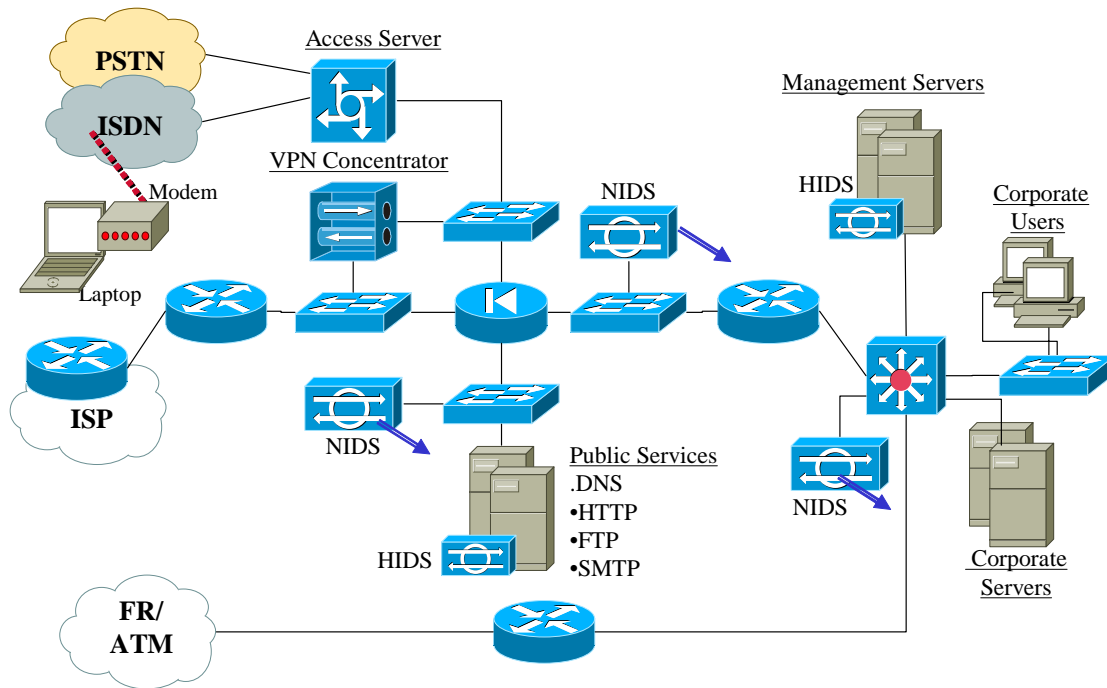 Access Server
PSTN
ISDN
Management Servers
VPN Concentrator
Modem
NIDS
HIDS
Corporate
Users
Laptop
ISP
NIDS
Public Services
.DNS
•HTTP
•FTP
•SMTP
HIDS
NIDS
Corporate
Servers
FR/
ATM